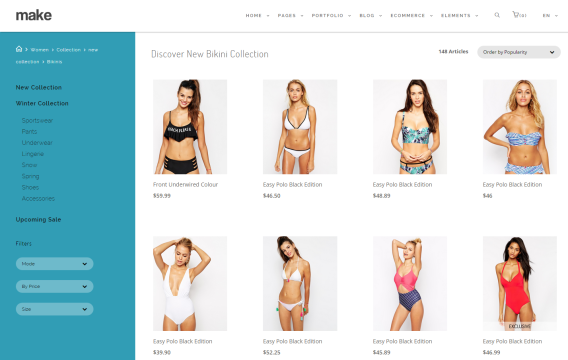 make
HOME PAGES PORTFOLIO BLOG ECOMMERCE ELEMENTS (0) EN
Women Collection new
collection Bikinis
New Collection
Winter Collection
Sportswear
Pants
Underwear
Lingerie
Snow
Spring
Shoes
Accessories
Upcoming Sale
Filters
Mode
By Price
Size
Discover New Bikini Collection
148 Articles
Order by Popularity
Front Underwired Colour
$59.99
Easy Polo Black Edition
$46.50
Easy Polo Black Edition
$48.89
Easy Polo Black Edition
$46
Easy Polo Black Edition
$39.90
Easy Polo Black Edition
$52.25
Easy Polo Black Edition
$45.89
EXCLUSIVE
Easy Polo Black Edition
$46.99